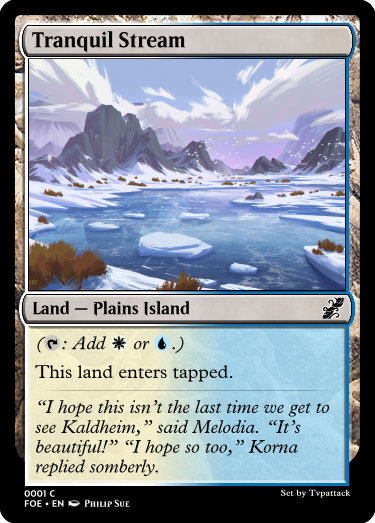 Tranquil Stream
Land — Plains Island
(: Add or .)
This land enters tapped.
“I hope this isn't the last time we get to
see Kaldheim,” said Melodia. “It's
beautiful!” “I hope so too,” Korna
replied somberly.
0001 C
FOE • EN Philip Sue
Set by Tvpattack